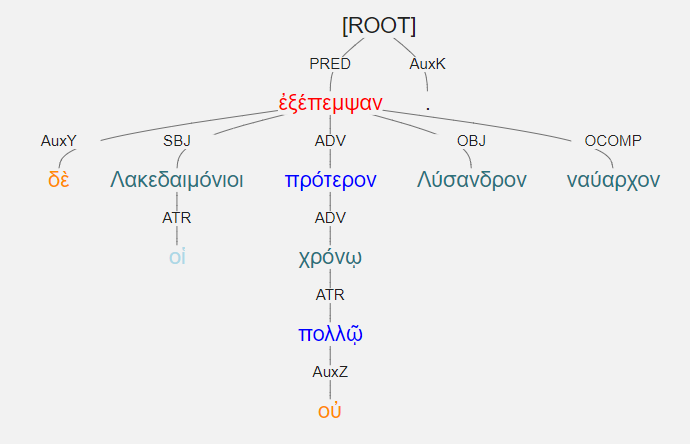 [ROOT]
PRED AuxK
ἐξέπεμψαν .
AuxY SBJ ADV OBJ OCOMP
δὲ Λακεδαιμόνιοι πρότερον Λύσανδρον ναύαρχον
ATR ADV
οἱ χρόνῳ
ATR
πολλῷ
AuxZ
οὐ